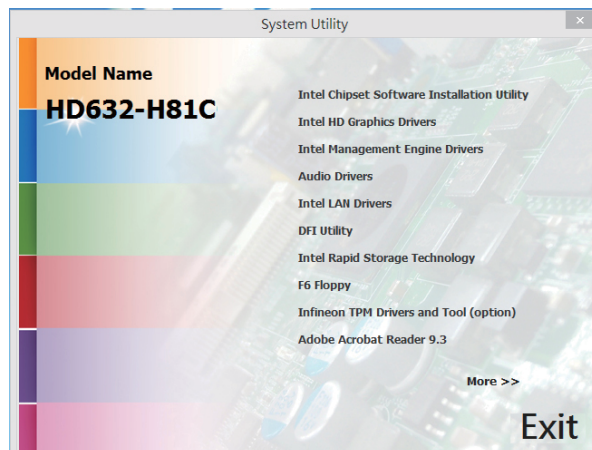 System Utility
Model Name
HD632-H81C
Intel Chipset Software Installation Utility
Intel HD Graphics Drivers
Intel Management Engine Drivers
Audio Drivers
Intel LAN Drivers
DFI Utility
Intel Rapid Storage Technology
F6 Floppy
Infineon TPM Drivers and Tool (option)
Adobe Acrobat Reader 9.3
More >>
Exit